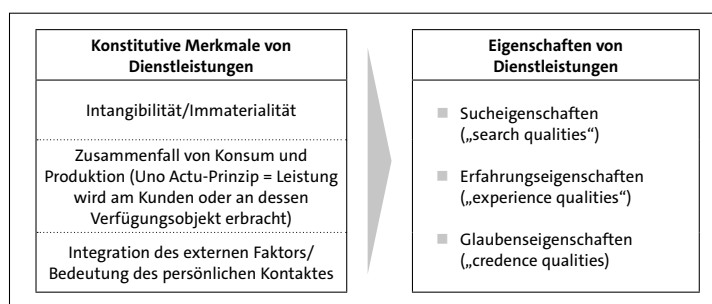 Konstitutive Merkmale von
Dienstleistungen
Intangibilität/Immaterialität
Zusammenfall von Konsum und
Produktion (Uno Actu-Prinzip = Leistung
wird am Kunden oder an dessen
Verfügungsobjekt erbracht)
Integration des externen Faktors/
Bedeutung des persönlichen Kontaktes
Eigenschaften von
Dienstleistungen
Sucheigenschaften
(„search qualities“)
Erfahrungseigenschaften
(„experience qualities“)
Glaubenseigenschaften
(„credence qualities)